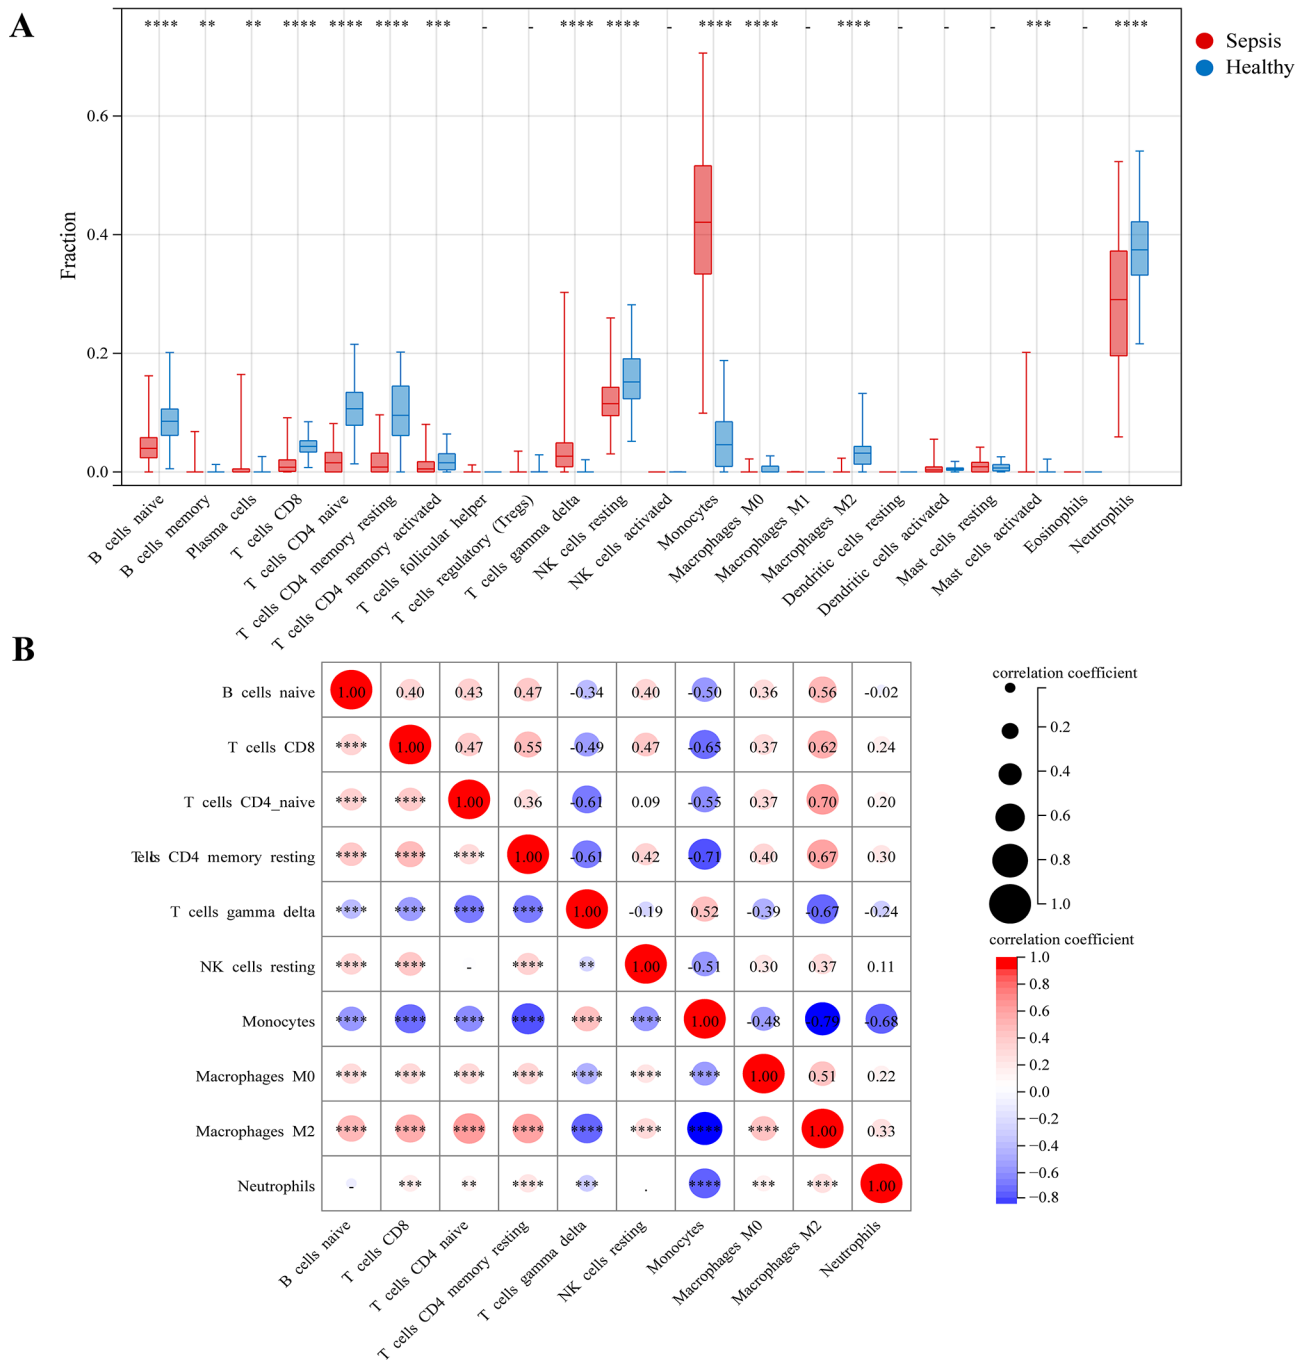 A
**** ** ** **** **** **** *** - - **** **** - **** **** - **** - - - *** - ****
Sepsis
Healthy
Fraction
0.6
0.4
0.2
0.0
B cells naive
B cells memory
Plasma cells
T cells CD8
T cells CD4 naive
T cells CD4 memory resting
T cells CD4 memory activated
T cells follicular helper
T cells regulatory (Tregs)
T cells gamma delta
NK cells resting
NK cells activated
Monocytes
Macrophages M0
Macrophages M1
Macrophages M2
Dendritic cells resting
Dendritic cells activated
Mast cells resting
Mast cells activated
Eosinophils
Neutrophils
B
B cells naive 1.00 0.40 0.43 0.47 -0.34 0.40 -0.50 0.36 0.56 -0.02
T cells CD8 **** 1.00 0.47 0.55 -0.49 0.47 -0.65 0.37 0.62 0.24
T cells CD4_naive **** **** 1.00 0.36 -0.61 0.09 -0.55 0.37 0.70 0.20
Tells CD4 memory resting **** **** **** 1.00 -0.61 0.42 -0.71 0.40 0.67 0.30
T cells gamma delta **** **** **** **** 1.00 -0.19 0.52 -0.39 -0.67 -0.24
NK cells resting **** **** - **** ** 1.00 -0.51 0.30 0.37 0.11
Monocytes **** **** **** **** **** **** 1.00 -0.48 -0.79 -0.68
Macrophages M0 **** **** **** **** **** **** **** 1.00 0.51 0.22
Macrophages M2 **** **** **** **** **** **** **** **** 1.00 0.33
Neutrophils - *** ** **** *** . **** *** **** 1.00
B cells naive
T cells CD8
T cells CD4 naive
T cells CD4 memory resting
T cells gamma delta
NK cells resting
Monocytes
Macrophages M0
Macrophages M2
Neutrophils
correlation coefficient
0.2
0.4
0.6
0.8
1.0
correlation coefficient
1.0
0.8
0.6
0.4
0.2
0.0
−0.2
−0.4
−0.6
−0.8